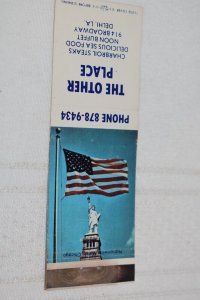 PHONE 878-9434
THE OTHER
PLACE
CHARBROIL STEAKS
DELICIOUS SEA FOOD
NOON BUFFET
914 BROADWAY
DELHI, LA.